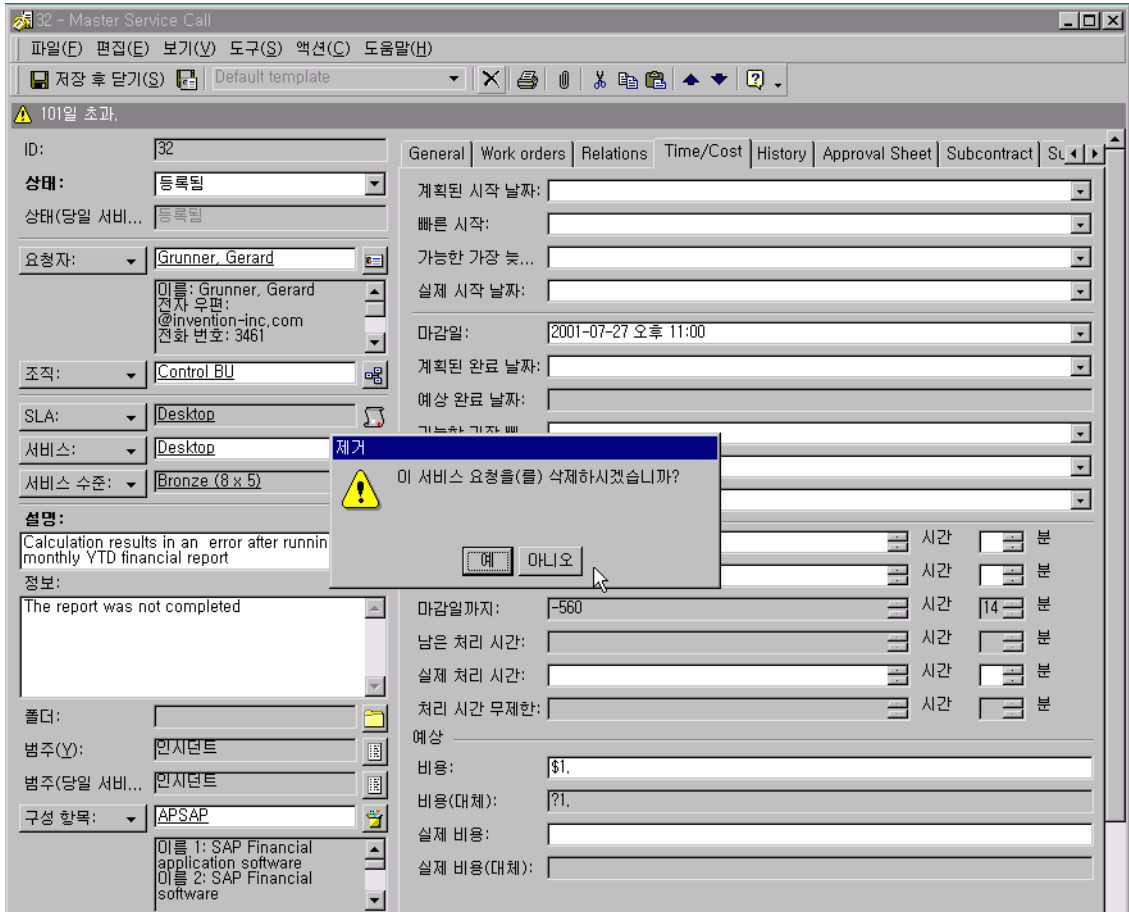 32 - Master Service Call
파일(F) 편집(E) 보기(V) 도구(S) 액션(C) 도움말(H)
저장 후 닫기(S) Default template
101일 초과,
ID: 32
상태: 등록됨
상태(당일 서비... 등록됨
요청자: Grunner, Gerard
이름: Grunner, Gerard
전자 우편:
@invention-inc,com
전화 번호: 3461
조직: Control BU
SLA: Desktop
서비스: Desktop
서비스 수준: Bronze (8 x 5)
설명:
Calculation results in an error after runnin
monthly YTD financial report
정보:
The report was not completed
폴더:
범주(Y): 인시던트
범주(당일 서비... 인시던트
구성 항목: APSAP
이름 1: SAP Financial
application software
이름 2: SAP Financial
software
General Work orders Relations Time/Cost History Approval Sheet Subcontract
계획된 시작 날짜:
빠른 시작:
가능한 가장 늦...
실제 시작 날짜:
마감일: 2001-07-27 오후 11:00
계획된 완료 날짜:
예상 완료 날짜:
제거
이 서비스 요청을(를) 삭제하시겠습니까?
예 아니오
시간 분
시간 분
마감일까지: -560 시간 14 분
남은 처리 시간: 시간 분
실제 처리 시간: 시간 분
처리 시간 무제한: 시간 분
예상
비용: $1,
비용(대체): ?1,
실제 비용:
실제 비용(대체):